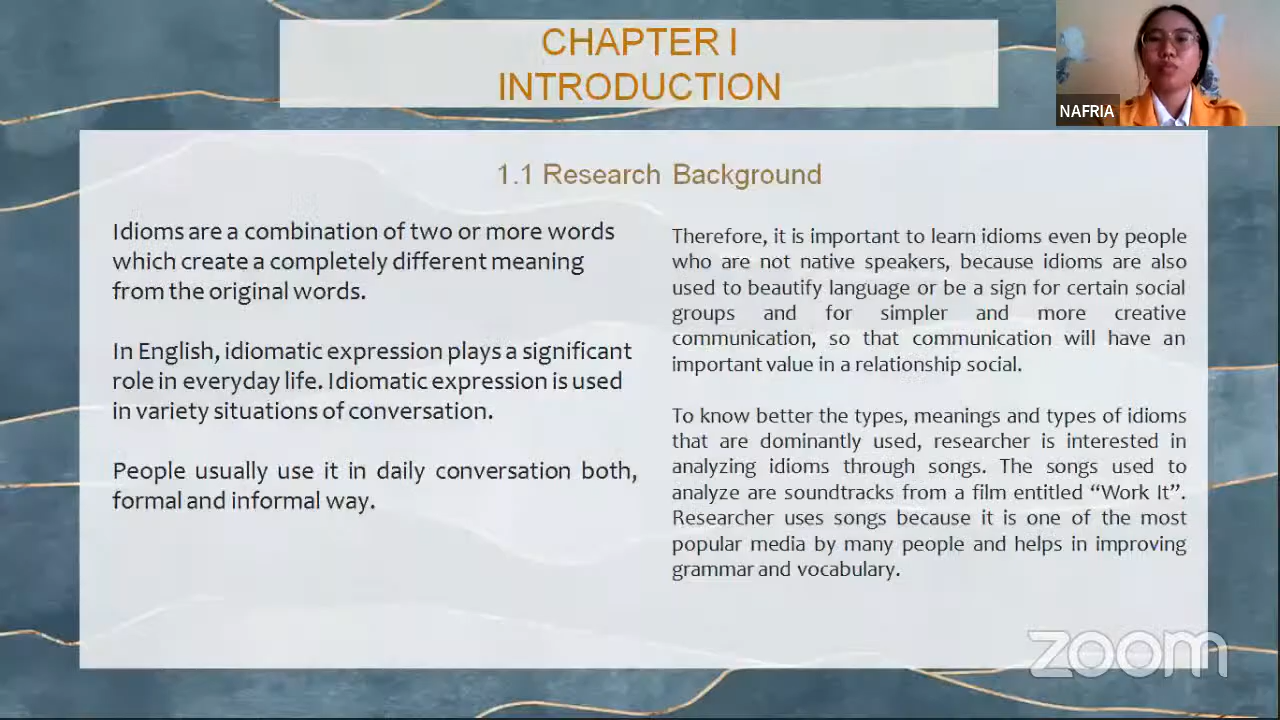 CHAPTER I
INTRODUCTION
NAFRIA
1.1 Research Background
Idioms are a combination of two or more words
which create a completely different meaning
from the original words.
In English, idiomatic expression plays a significant
role in everyday life. Idiomatic expression is used
in variety situations of conversation.
People usually use it in daily conversation both,
formal and informal way.
Therefore, it is important to learn idioms even by people
who are not native speakers, because idioms are also
used to beautify language or be a sign for certain social
groups and for simpler and more creative
communication, so that communication will have an
important value in a relationship social.
To know better the types, meanings and types of idioms
that are dominantly used, researcher is interested in
analyzing idioms through songs. The songs used to
analyze are soundtracks from a film entitled “Work It”.
Researcher uses songs because it is one of the most
popular media by many people and helps in improving
grammar and vocabulary.
zoom